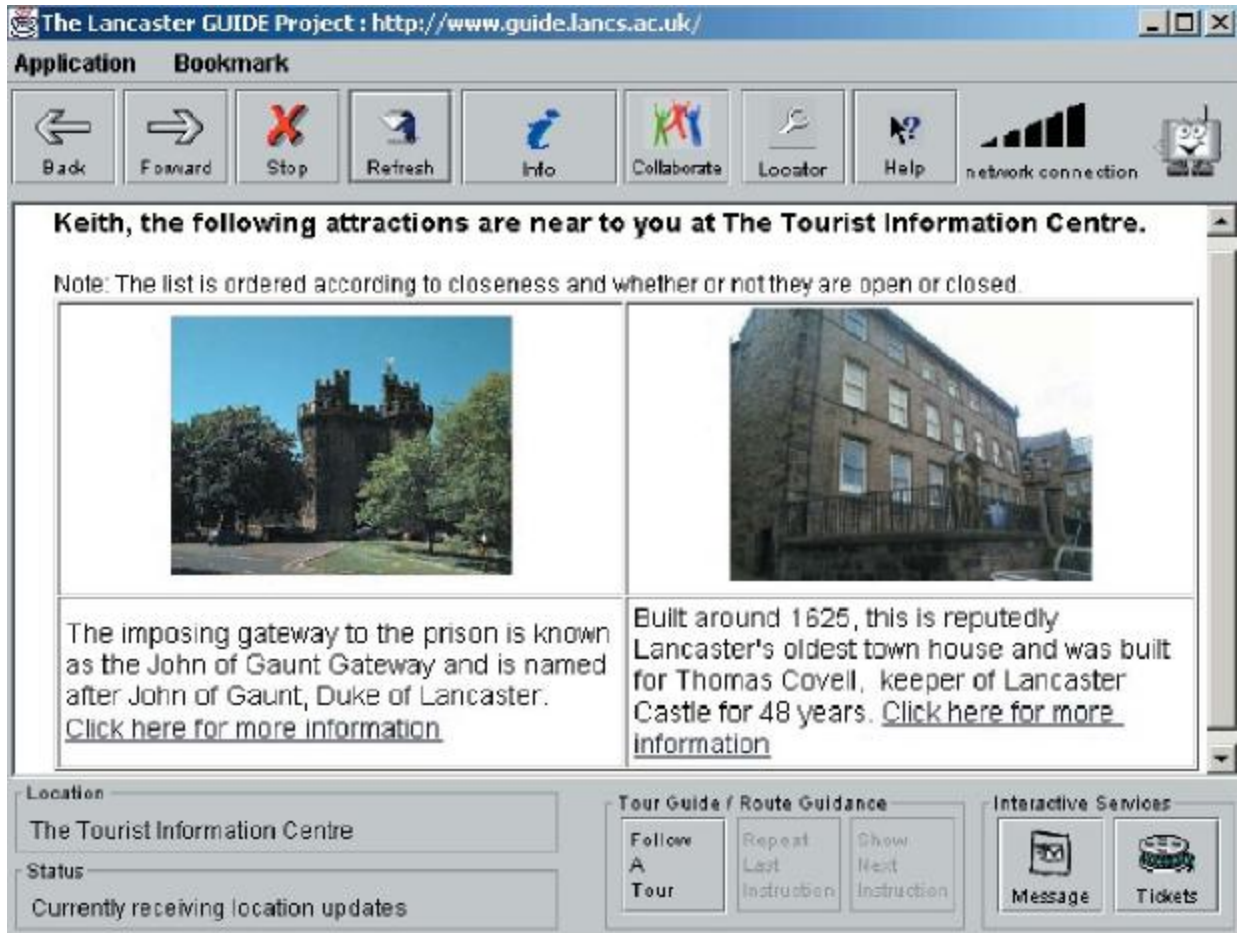 The Lancaster GUIDE Project : http://www.guide.lancs.ac.uk/
Application Bookmark
Back Forward Stop Refresh Info Collaborate Locator Help network connection
Keith, the following attractions are near to you at The Tourist Information Centre.
Note: The list is ordered according to closeness and whether or not they are open or closed.
The imposing gateway to the prison is known
as the John of Gaunt Gateway and is named
after John of Gaunt, Duke of Lancaster.
Click here for more information
Built around 1625, this is reputedly
Lancaster's oldest town house and was built
for Thomas Covell, keeper of Lancaster
Castle for 48 years. Click here for more
information
Location
The Tourist Information Centre
Status
Currently receiving location updates
Tour Guide / Route Guidance
Follow
A
Tour
Repeat
Last
Instruction
Show
Next
Instruction
Interactive Services
Message
Tickets